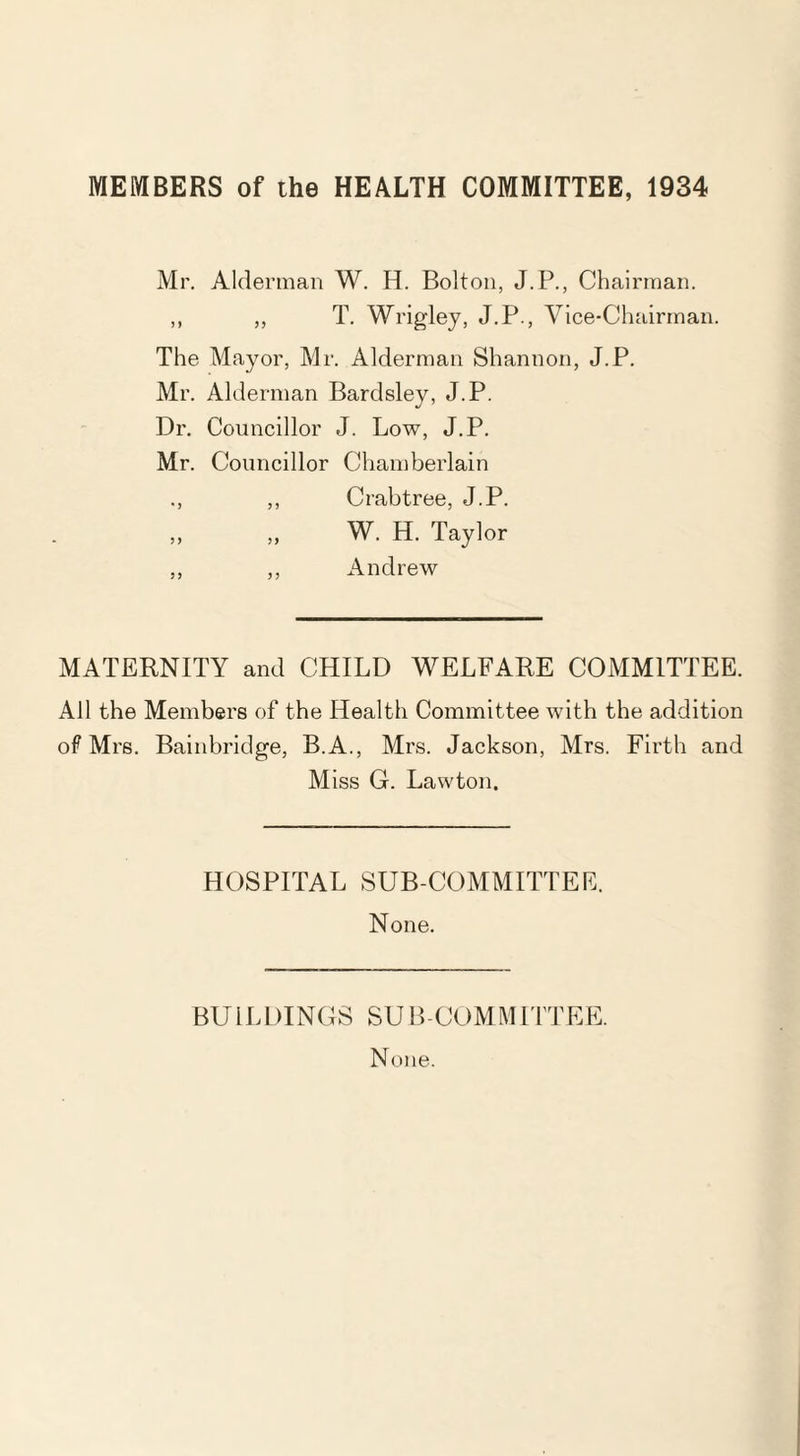 MEMBERS of the HEALTH COMMITTEE, 1934
Mr. Alderman W. H. Bolton, J.P., Chairman.
,, ,, T. Wrigley, J.P., Vice-Chairman.
The Mayor, Mr. Alderman Shannon, J.P.
Mr. Alderman Bardsley, J.P.
Dr. Councillor J. Low, J.P.
Mr. Councillor Chamberlain
., ,, Crabtree, J.P.
,, ,, W. H. Taylor
,, ,, Andrew
MATERNITY and CHILD WELFARE COMMITTEE.
All the Members of the Health Committee with the addition
of Mrs. Bainbridge, B.A., Mrs. Jackson, Mrs. Firth and
Miss G. Lawton.
HOSPITAL SUB-COMMITTEE.
None.
BUILDINGS SUB-COMMITTEE.
None.